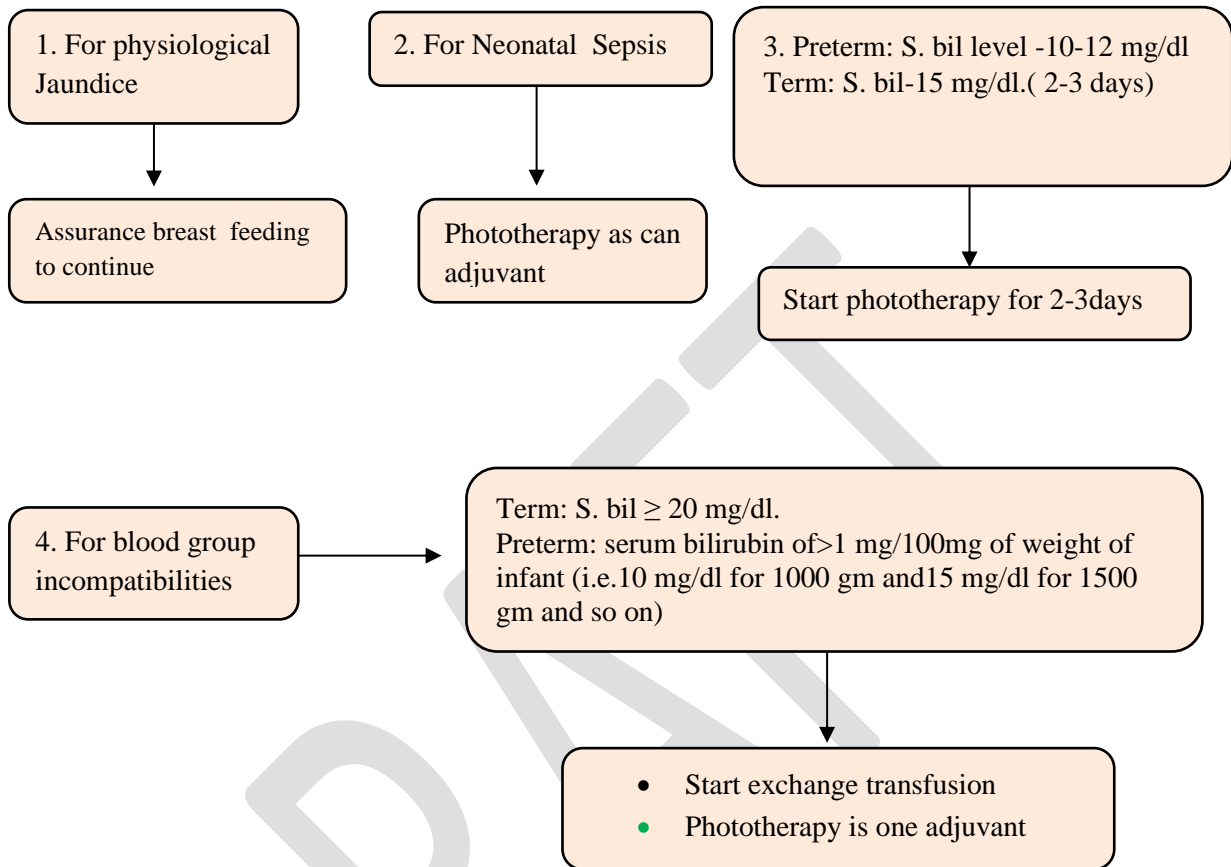 1. For physiological
Jaundice
2. For Neonatal Sepsis
3. Preterm: S. bil level -10-12 mg/dl
Term: S. bil-15 mg/dl.( 2-3 days)
Assurance breast feeding
to continue
Phototherapy as can
adjuvant
Start phototherapy for 2-3days
4. For blood group
incompatibilities
Term: S. bil ≥ 20 mg/dl.
Preterm: serum bilirubin of>1 mg/100mg of weight of
infant (i.e.10 mg/dl for 1000 gm and15 mg/dl for 1500
gm and so on)
• Start exchange transfusion
• Phototherapy is one adjuvant
DRAFT